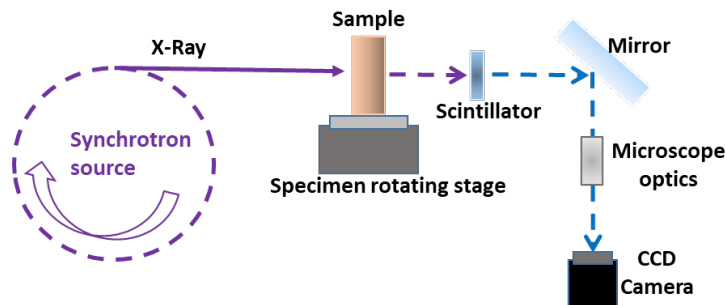 Sample
X-Ray
Mirror
Scintillator
Synchrotron
source
Microscope
optics
Specimen rotating stage
CCD
Camera